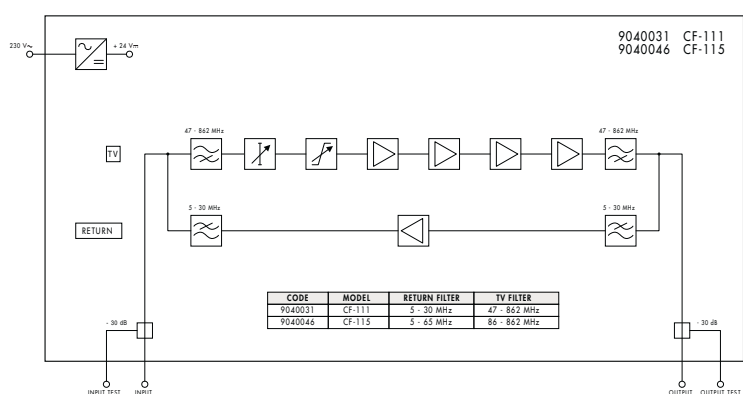 9040031 CF-111
9040046 CF-115
230 V~
+ 24 V⎓
47 - 862 MHz
47 - 862 MHz
TV
5 - 30 MHz
5 - 30 MHz
RETURN
CODE MODEL RETURN FILTER TV FILTER
9040031 CF-111 5 - 30 MHz 47 - 862 MHz
9040046 CF-115 5 - 65 MHz 86 - 862 MHz
- 30 dB
- 30 dB
INPUT TEST
INPUT
OUTPUT
OUTPUT TEST